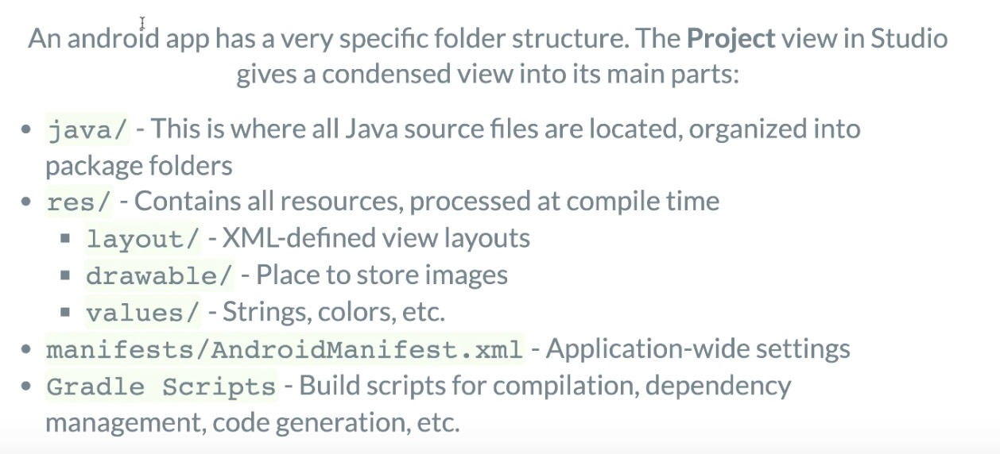 An android app has a very specific folder structure. The Project view in Studio
gives a condensed view into its main parts:
• java/ - This is where all Java source files are located, organized into
package folders
• res/ - Contains all resources, processed at compile time
▪ layout/ - XML-defined view layouts
▪ drawable/ - Place to store images
▪ values/ - Strings, colors, etc.
• manifests/AndroidManifest.xml - Application-wide settings
• Gradle Scripts - Build scripts for compilation, dependency
management, code generation, etc.